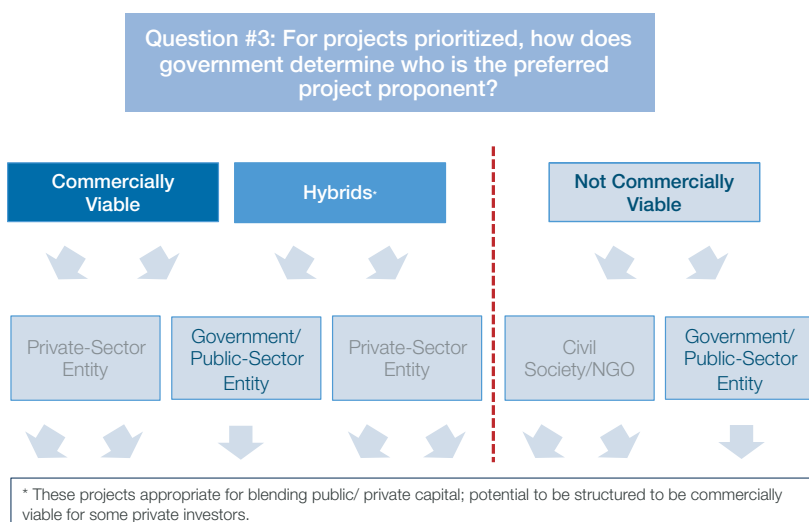 Question #3: For projects prioritized, how does
government determine who is the preferred
project proponent?
Commercially
Viable
Hybrids*
Not Commercially
Viable
Private-Sector
Entity
Government/
Public-Sector
Entity
Private-Sector
Entity
Civil
Society/NGO
Government/
Public-Sector
Entity
* These projects appropriate for blending public/ private capital; potential to be structured to be commercially
viable for some private investors.